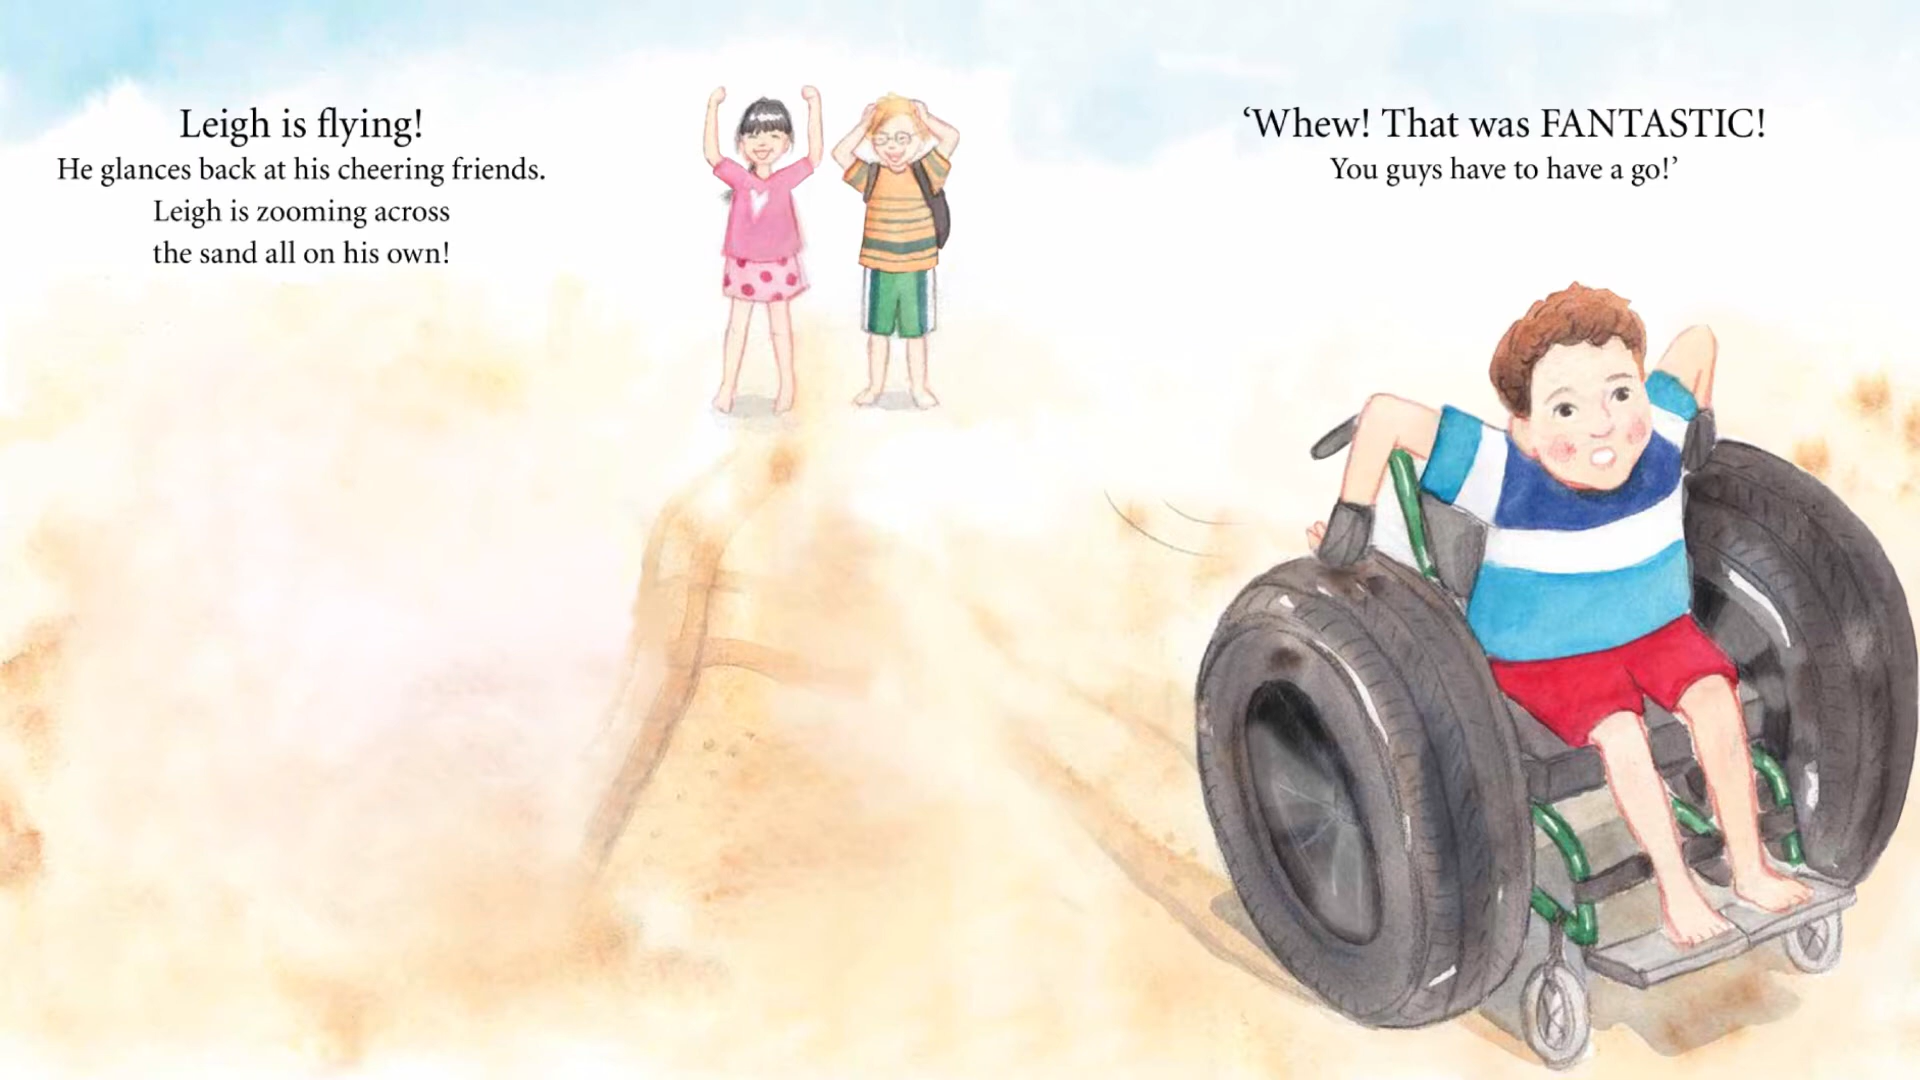 Leigh is flying!
He glances back at his cheering friends.
Leigh is zooming across
the sand all on his own!
‘Whew! That was FANTASTIC!
You guys have to have a go!’